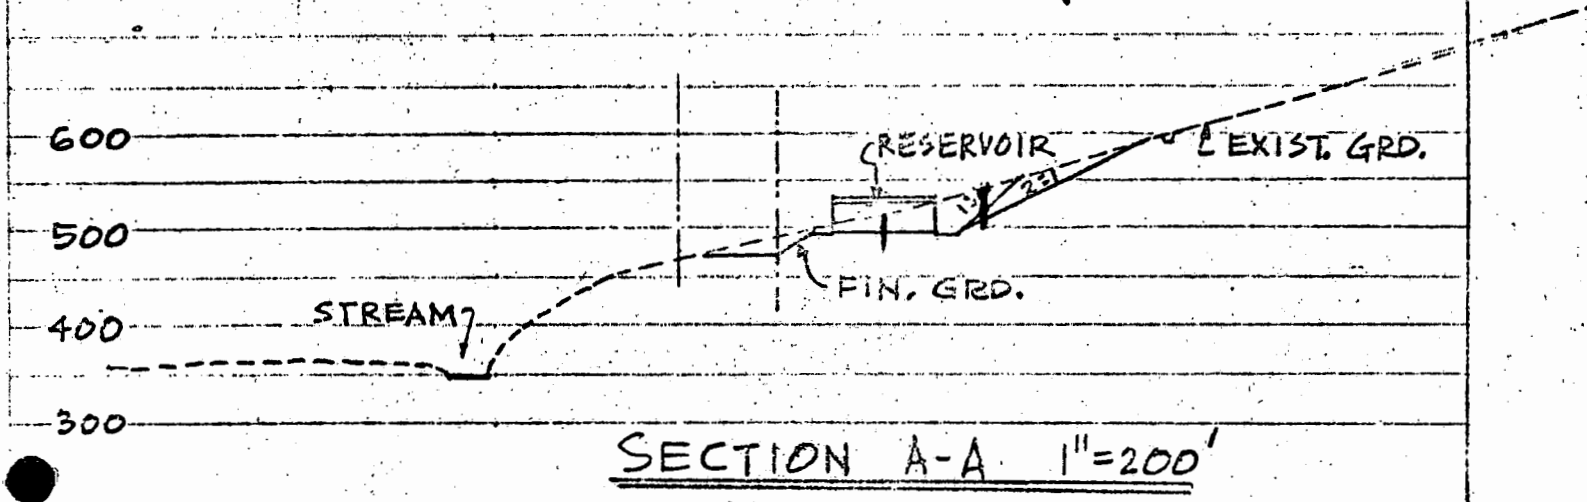 600
RESERVOIR
EXIST. GRD.
2:1
500
FIN. GRD.
STREAM
400
300
SECTION A-A 1"=200'